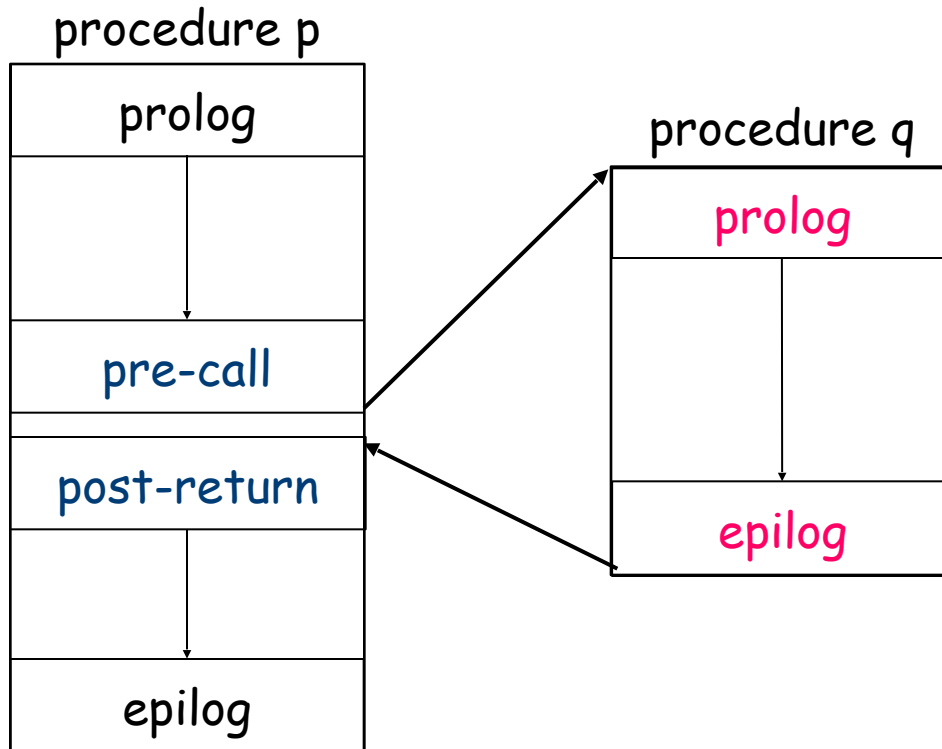 procedure p
prolog
pre-call
post-return
epilog
procedure q
prolog
epilog